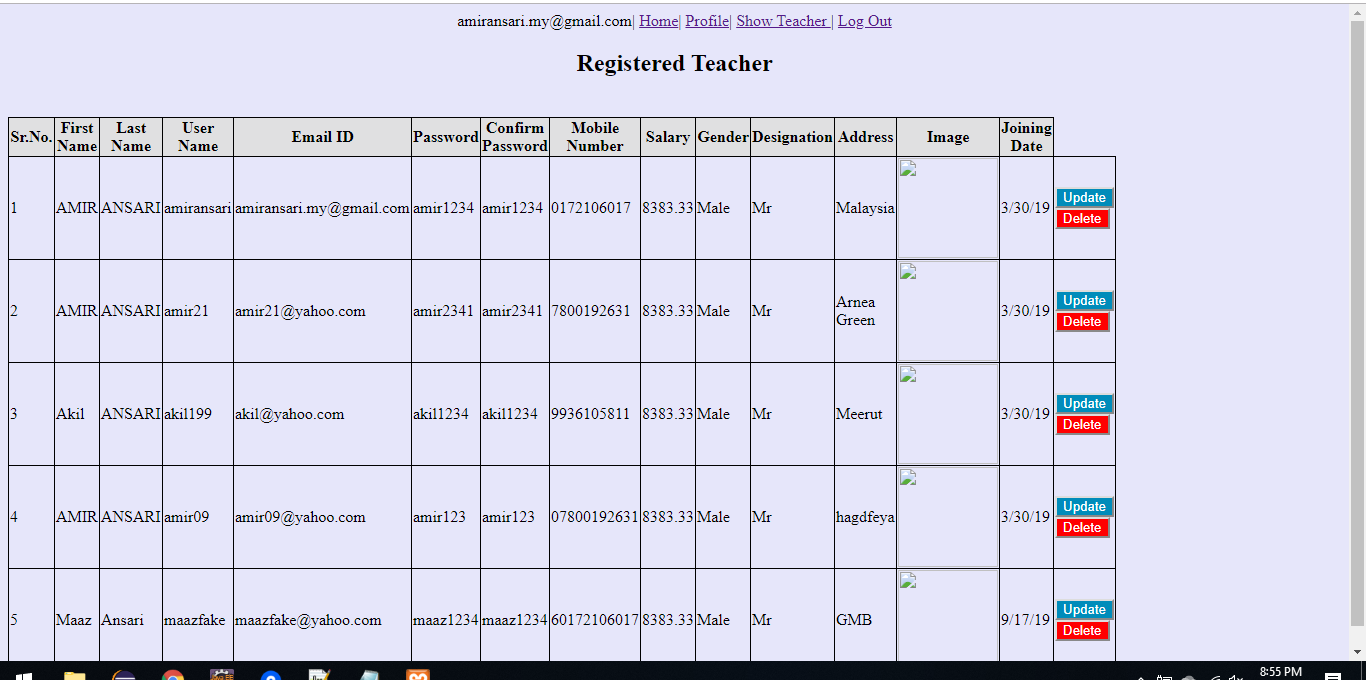 amiransari.my@gmail.com| Home| Profile| Show Teacher | Log Out
Registered Teacher
Sr.No. First Name Last Name User Name Email ID Password Confirm Password Mobile Number Salary Gender Designation Address Image Joining Date
1 AMIR ANSARI amiransari amiransari.my@gmail.com amir1234 amir1234 0172106017 8383.33 Male Mr Malaysia 3/30/19 Update Delete
2 AMIR ANSARI amir21 amir21@yahoo.com amir2341 amir2341 7800192631 8383.33 Male Mr Arnea Green 3/30/19 Update Delete
3 Akil ANSARI akil199 akil@yahoo.com akil1234 akil1234 9936105811 8383.33 Male Mr Meerut 3/30/19 Update Delete
4 AMIR ANSARI amir09 amir09@yahoo.com amir123 amir123 07800192631 8383.33 Male Mr hagdfeya 3/30/19 Update Delete
5 Maaz Ansari maazfake maazfake@yahoo.com maaz1234 maaz1234 60172106017 8383.33 Male Mr GMB 9/17/19 Update Delete
8:55 PM